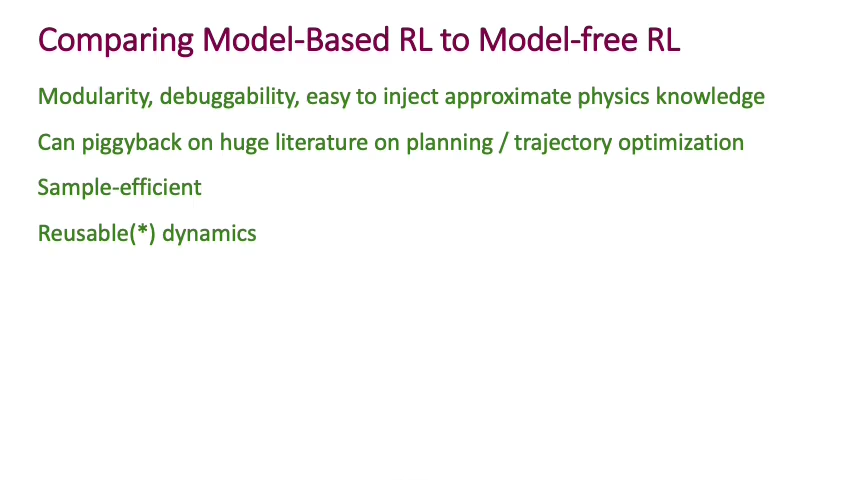 Comparing Model-Based RL to Model-free RL
Modularity, debuggability, easy to inject approximate physics knowledge
Can piggyback on huge literature on planning / trajectory optimization
Sample-efficient
Reusable(*) dynamics